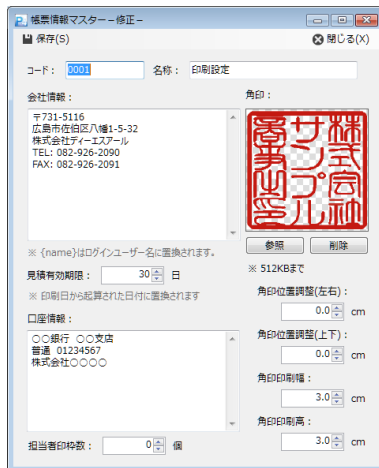 帳票情報マスター－修正－
保存(S)
閉じる(X)
コード： 0001 名称： 印刷設定
会社情報：
〒731-5116
広島市佐伯区八幡1-5-32
株式会社ディーエスアール
TEL: 082-926-2090
FAX: 082-926-2091
※ {name}はログインユーザー名に置換されます。
見積有効期限： 30 日
※ 印刷日から起算された日付に置換されます
口座情報：
○○銀行 ○○支店
普通 01234567
株式会社○○○○
担当者印枠数： 0 個
角印：
株式会社
サンプル
商事之印
参照 削除
※ 512KBまで
角印位置調整(左右)：
0.0 cm
角印位置調整(上下)：
0.0 cm
角印印刷幅：
3.0 cm
角印印刷高：
3.0 cm